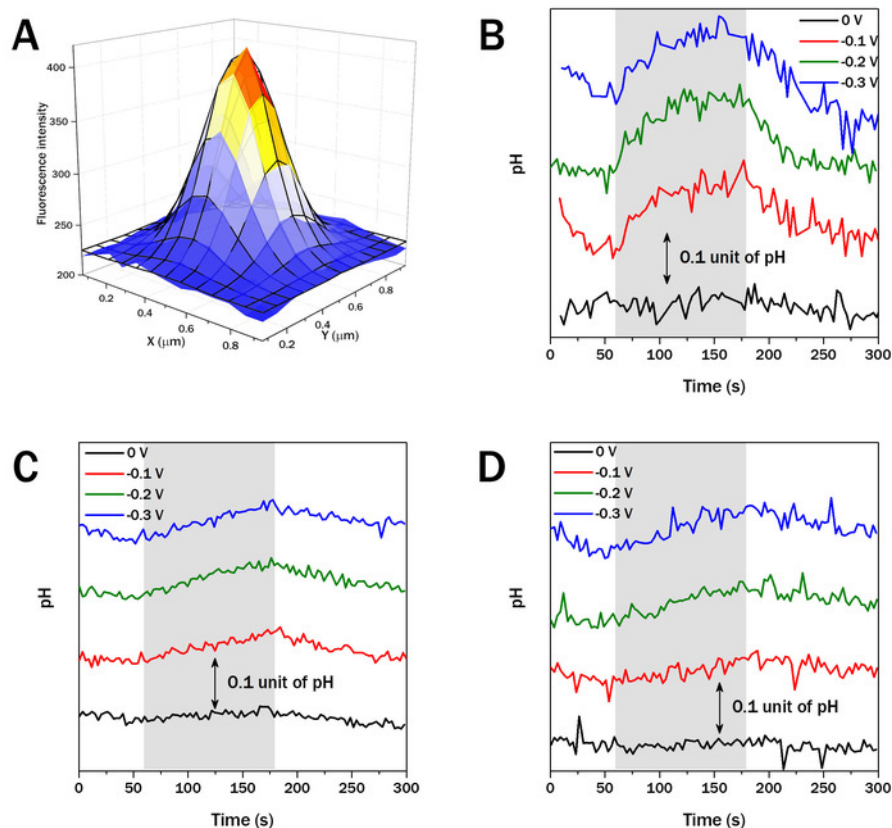 A
Fluorescence intensity
400
350
300
250
200
0.2
0.4
0.6
0.8
X (μm)
0.2
0.4
0.6
0.8
Y (μm)
B
0 V
-0.1 V
-0.2 V
-0.3 V
pH
0.1 unit of pH
0 50 100 150 200 250 300
Time (s)
C
0 V
-0.1 V
-0.2 V
-0.3 V
pH
0.1 unit of pH
0 50 100 150 200 250 300
Time (s)
D
0 V
-0.1 V
-0.2 V
-0.3 V
pH
0.1 unit of pH
0 50 100 150 200 250 300
Time (s)